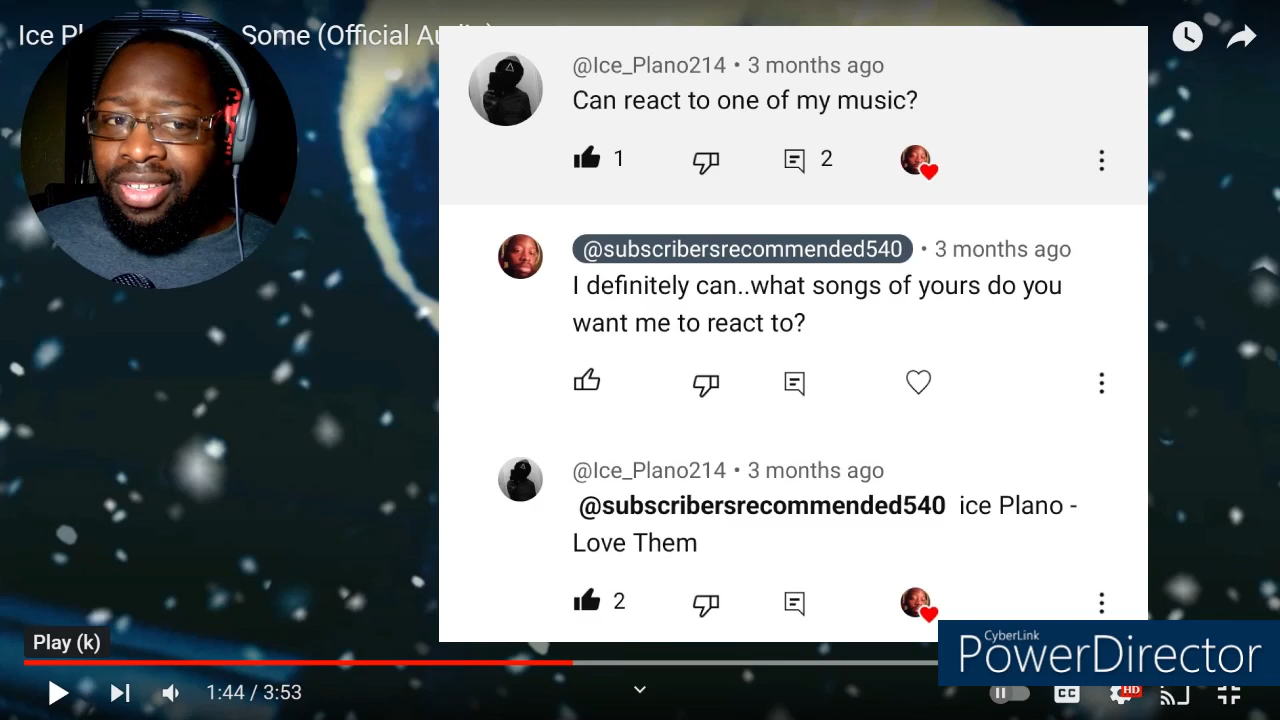 Ice Pl
Some (Official Au
@Ice_Plano214 • 3 months ago
Can react to one of my music?
1
2
@subscribersrecommended540 • 3 months ago
I definitely can..what songs of yours do you
want me to react to?
@Ice_Plano214 • 3 months ago
@subscribersrecommended540 ice Plano -
Love Them
2
Play (k)
CyberLink
PowerDirector
1:44 / 3:53
CC
HD